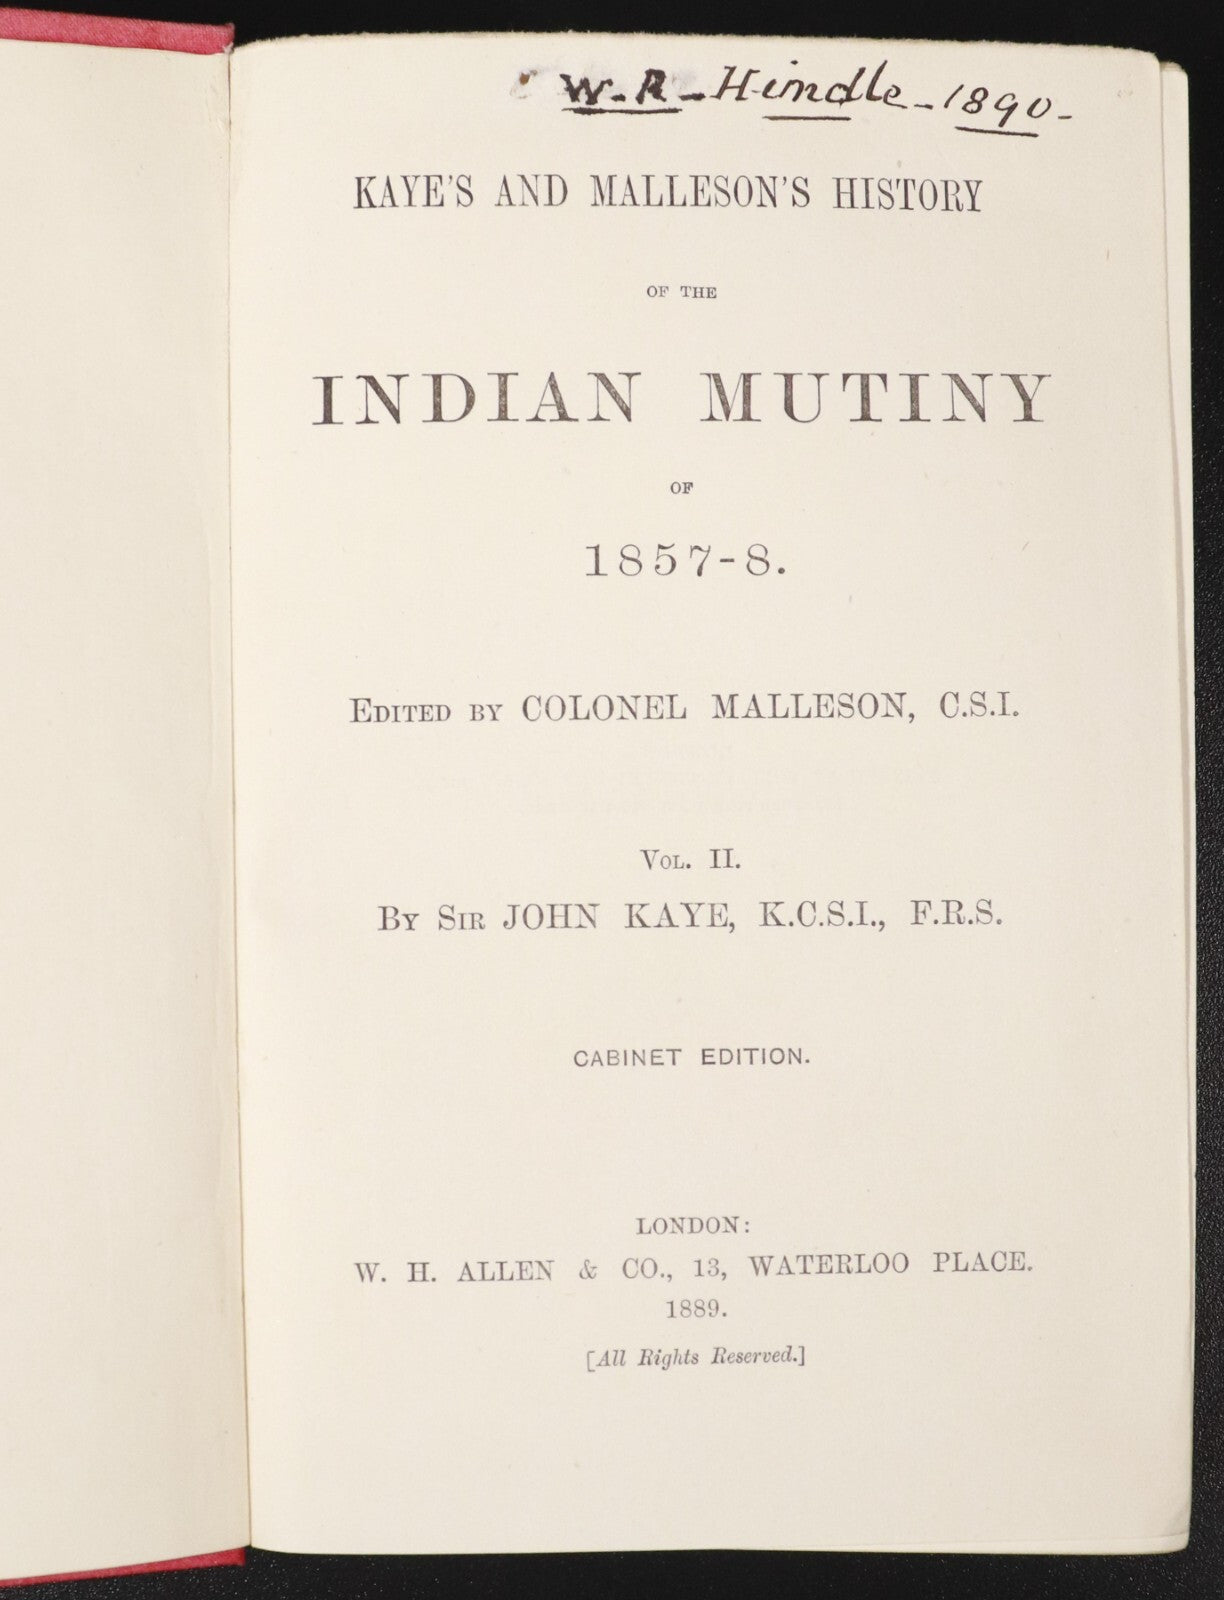 W. R. Hindle - 1890 -
KAYE'S AND MALLESON'S HISTORY
OF THE
INDIAN MUTINY
OF
1857-8.
EDITED BY COLONEL MALLESON, C.S.I.
VOL. II.
BY SIR JOHN KAYE, K.C.S.I., F.R.S.
CABINET EDITION.
LONDON:
W. H. ALLEN & CO., 13, WATERLOO PLACE.
1889.
[All Rights Reserved.]